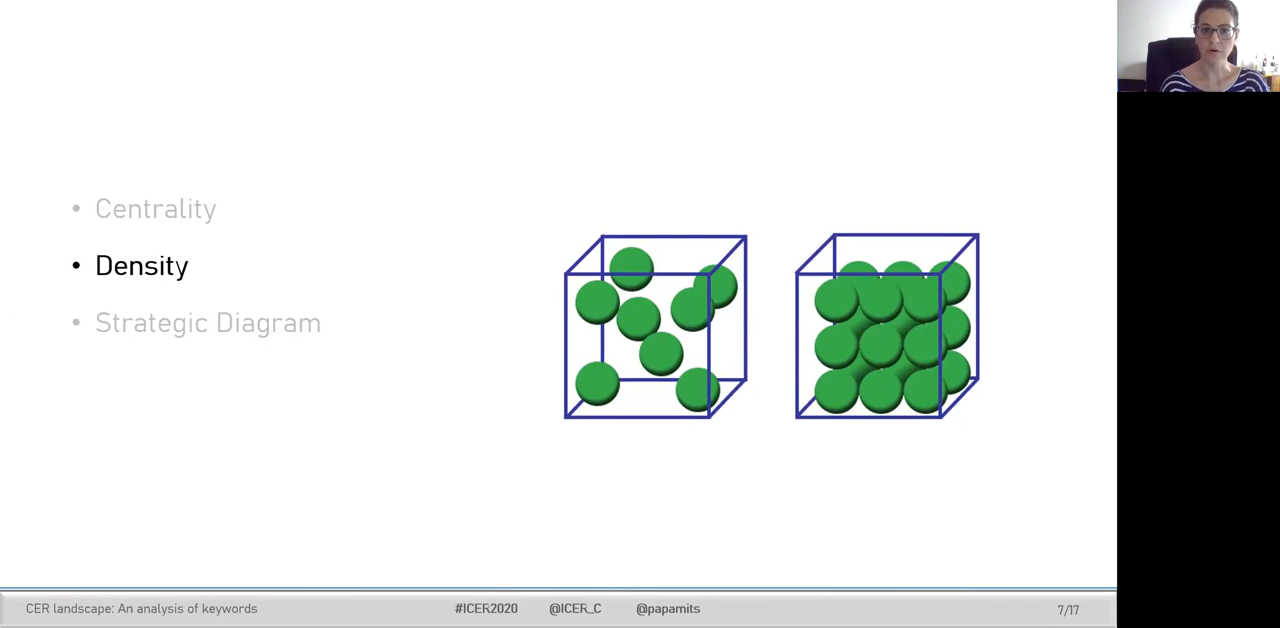 • Centrality
• Density
• Strategic Diagram
CER landscape: An analysis of keywords #ICER2020 @ICER_C @papamits 7/17